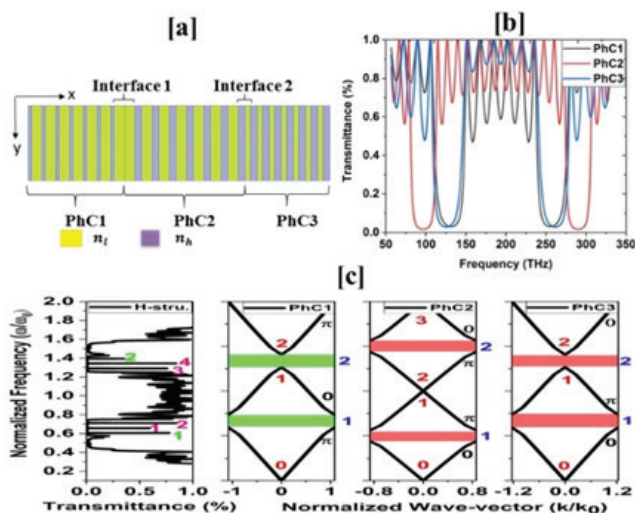 [a]
Interface 1 Interface 2
x
y
PhC1 PhC2 PhC3
n_l n_h
[b]
Transmittance (%)
1.0
0.8
0.6
0.4
0.2
0.0
PhC1
PhC2
PhC3
50 100 150 200 250 300 350
Frequency (THz)
[c]
Normalized Frequency (ω/ω₀)
2.0
1.8
1.6
1.4
1.2
1.0
0.8
0.6
0.4
0.2
H-stru.
2
4
3
2
1
1
0.0 0.5 1.0
Transmittance (%)
PhC1
π
2
2
1
0
1
π
0
-1 0 1
PhC2
3
0
2
π
2
1
π
1
0
0
-0.8 0.0 0.8
PhC3
0
2
2
1
π
1
0
0
-1.2 0.0 1.2
Normalized Wave-vector (k/k₀)